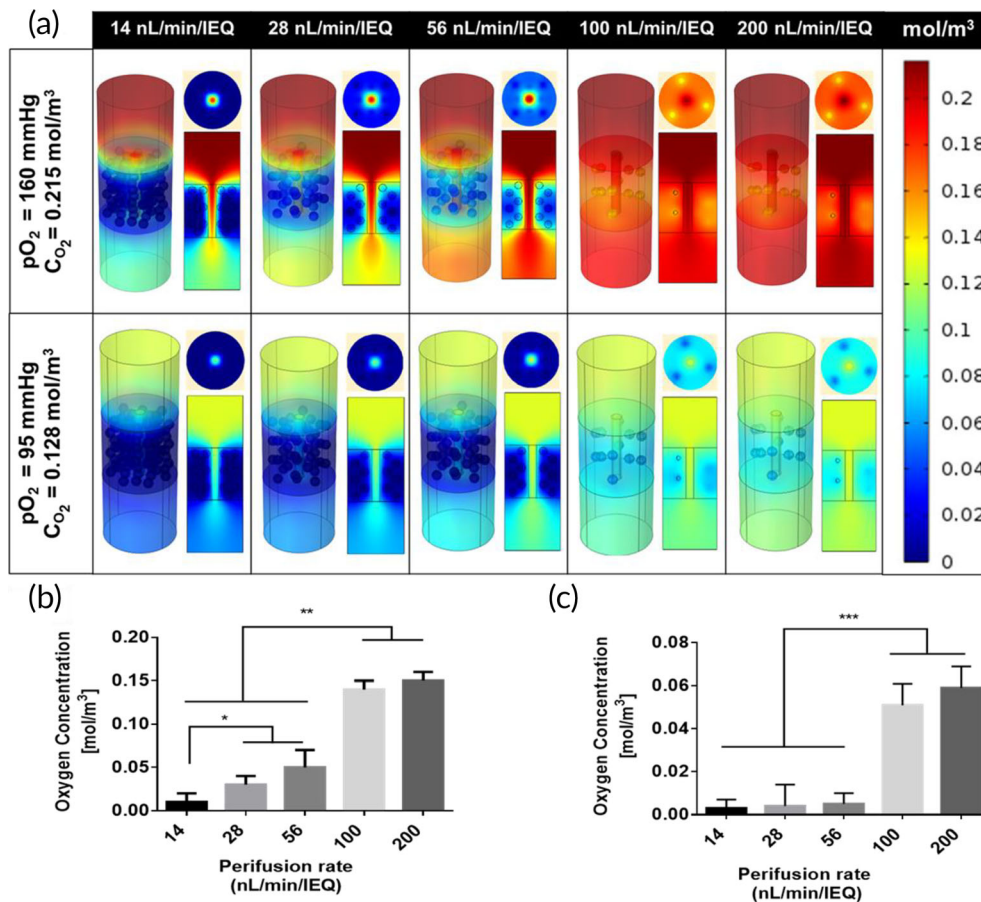 (a)
14 nL/min/IEQ 28 nL/min/IEQ 56 nL/min/IEQ 100 nL/min/IEQ 200 nL/min/IEQ mol/m³
pO₂ = 160 mmHg
C_O₂ = 0.215 mol/m³
pO₂ = 95 mmHg
C_O₂ = 0.128 mol/m³
0.2
0.18
0.16
0.14
0.12
0.1
0.08
0.06
0.04
0.02
0
(b)
Oxygen Concentration
[mol/m³]
0.20
0.15
0.10
0.05
0.00
**
*
14 28 56 100 200
Perifusion rate
(nL/min/IEQ)
(c)
Oxygen Concentration
[mol/m³]
0.08
0.06
0.04
0.02
0.00
***
14 28 56 100 200
Perifusion rate
(nL/min/IEQ)